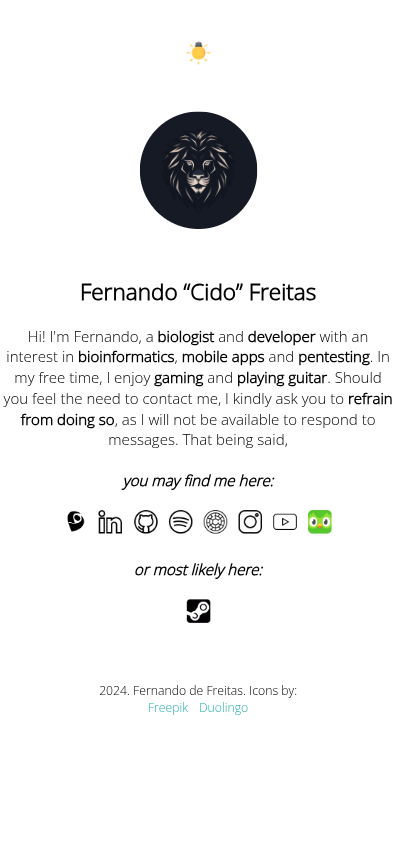 Fernando “Cido” Freitas
Hi! I'm Fernando, a biologist and developer with an
interest in bioinformatics, mobile apps and pentesting. In
my free time, I enjoy gaming and playing guitar. Should
you feel the need to contact me, I kindly ask you to refrain
from doing so, as I will not be available to respond to
messages. That being said,
you may find me here:
or most likely here:
2024. Fernando de Freitas. Icons by:
Freepik Duolingo